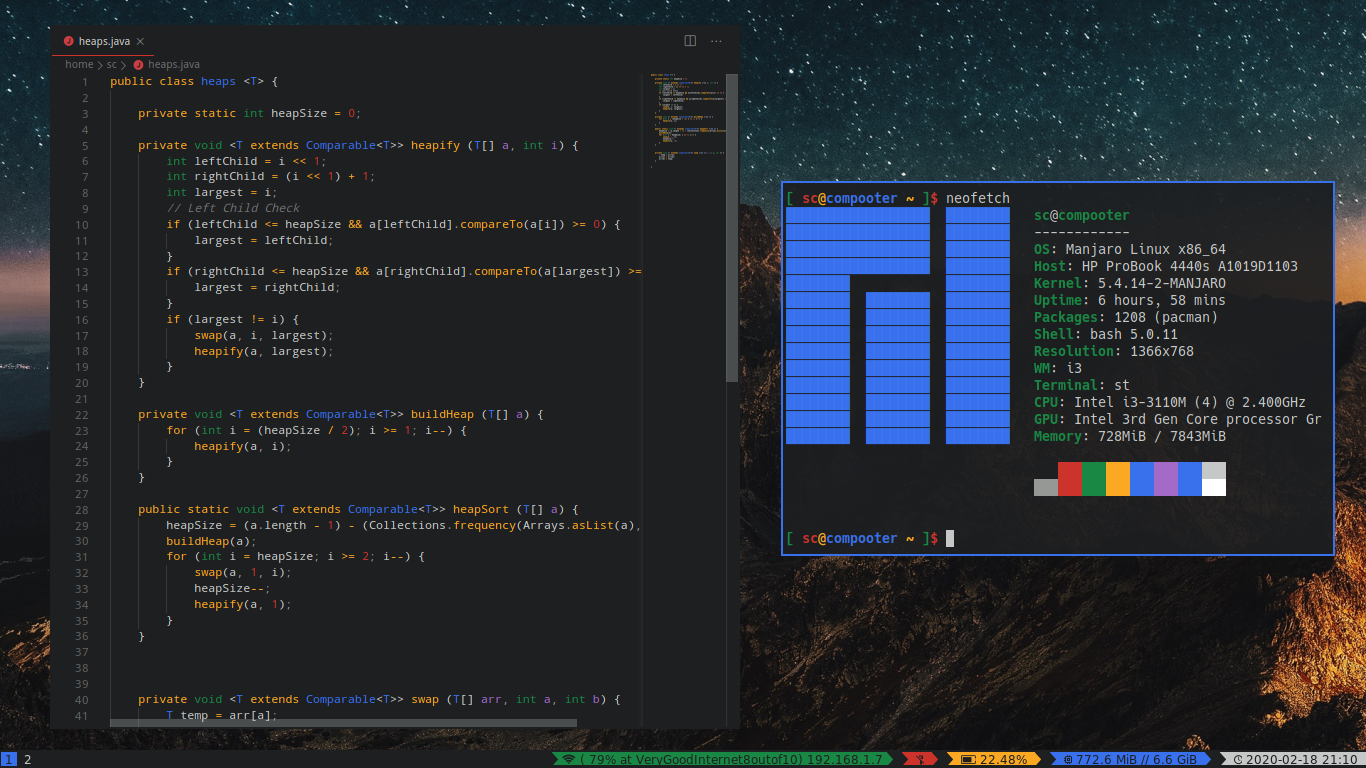 heaps.java
home > sc > heaps.java
1 public class heaps <T> {
2
3 private static int heapSize = 0;
4
5 private void <T extends Comparable<T>> heapify (T[] a, int i) {
6 int leftChild = i << 1;
7 int rightChild = (i << 1) + 1;
8 int largest = i;
9 // Left Child Check
10 if (leftChild <= heapSize && a[leftChild].compareTo(a[i]) >= 0) {
11 largest = leftChild;
12 }
13 if (rightChild <= heapSize && a[rightChild].compareTo(a[largest]) >=
14 largest = rightChild;
15 }
16 if (largest != i) {
17 swap(a, i, largest);
18 heapify(a, largest);
19 }
20 }
21
22 private void <T extends Comparable<T>> buildHeap (T[] a) {
23 for (int i = (heapSize / 2); i >= 1; i--) {
24 heapify(a, i);
25 }
26 }
27
28 public static void <T extends Comparable<T>> heapSort (T[] a) {
29 heapSize = (a.length - 1) - (Collections.frequency(Arrays.asList(a),
30 buildHeap(a);
31 for (int i = heapSize; i >= 2; i--) {
32 swap(a, 1, i);
33 heapSize--;
34 heapify(a, 1);
35 }
36 }
37
38
39
40 private void <T extends Comparable<T>> swap (T[] arr, int a, int b) {
41 T temp = arr[a];
[ sc@compooter ~ ]$ neofetch
sc@compooter
------------
OS: Manjaro Linux x86_64
Host: HP ProBook 4440s A1019D1103
Kernel: 5.4.14-2-MANJARO
Uptime: 6 hours, 58 mins
Packages: 1208 (pacman)
Shell: bash 5.0.11
Resolution: 1366x768
WM: i3
Terminal: st
CPU: Intel i3-3110M (4) @ 2.400GHz
GPU: Intel 3rd Gen Core processor Gr
Memory: 728MiB / 7843MiB
[ sc@compooter ~ ]$
1 2
( 79% at VeryGoodInternet8outof10) 192.168.1.7
22.48%
772.6 MiB // 6.6 GiB
2020-02-18 21:10